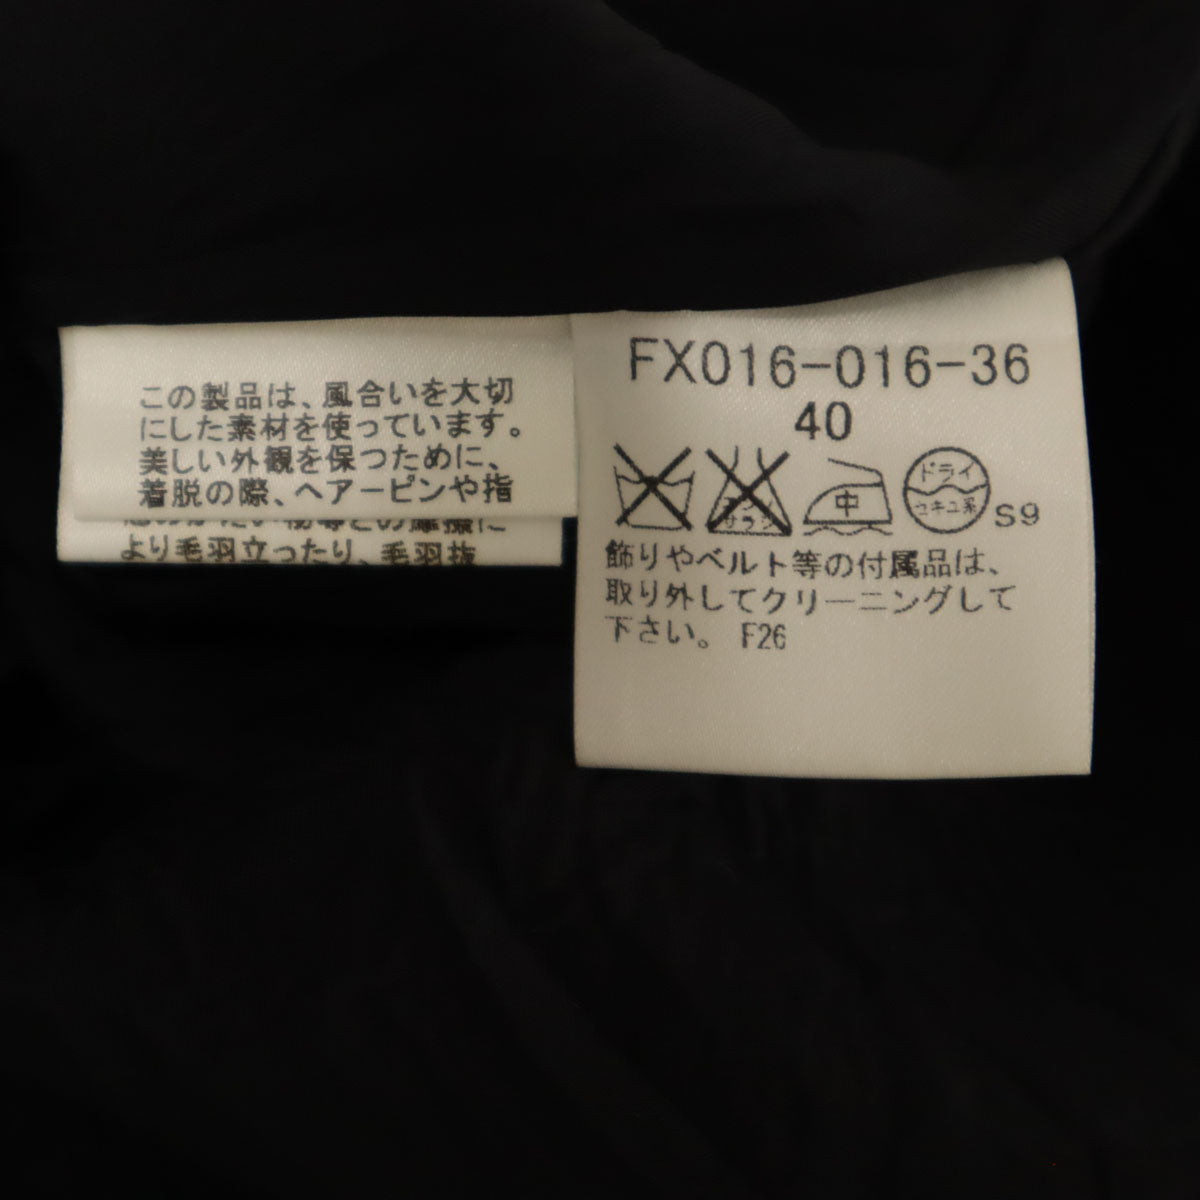 この製品は、風合いを大切
にした素材を使っています。
美しい外観を保つために、
着脱の際、ヘアーピンや指
より毛羽立ったり、毛羽抜
FX016-016-36
40
中
ドライ
セキユ系
S9
飾りやベルト等の付属品は、
取り外してクリーニングして
下さい。 F26